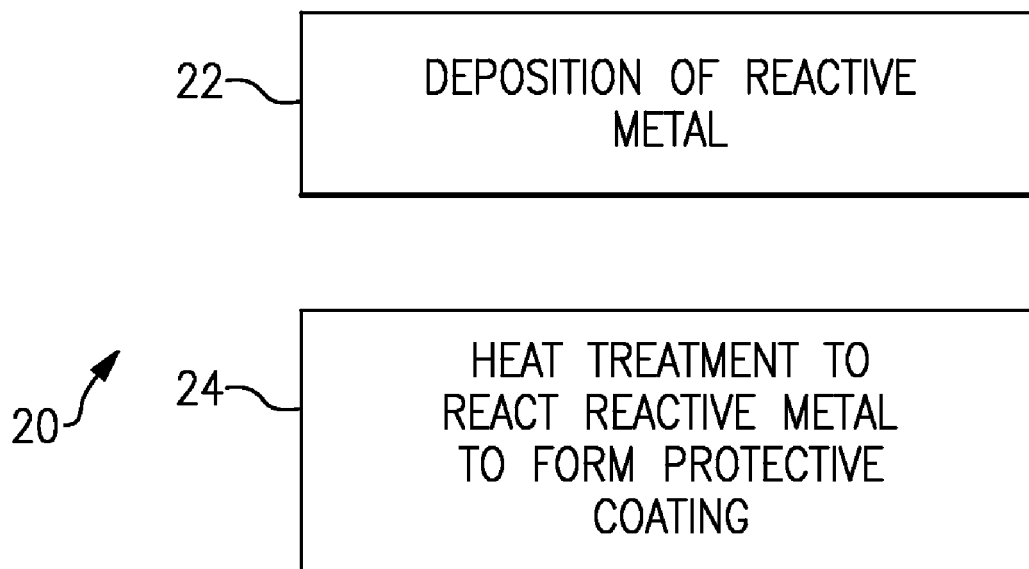 22
DEPOSITION OF REACTIVE
METAL
20
24
HEAT TREATMENT TO
REACT REACTIVE METAL
TO FORM PROTECTIVE
COATING